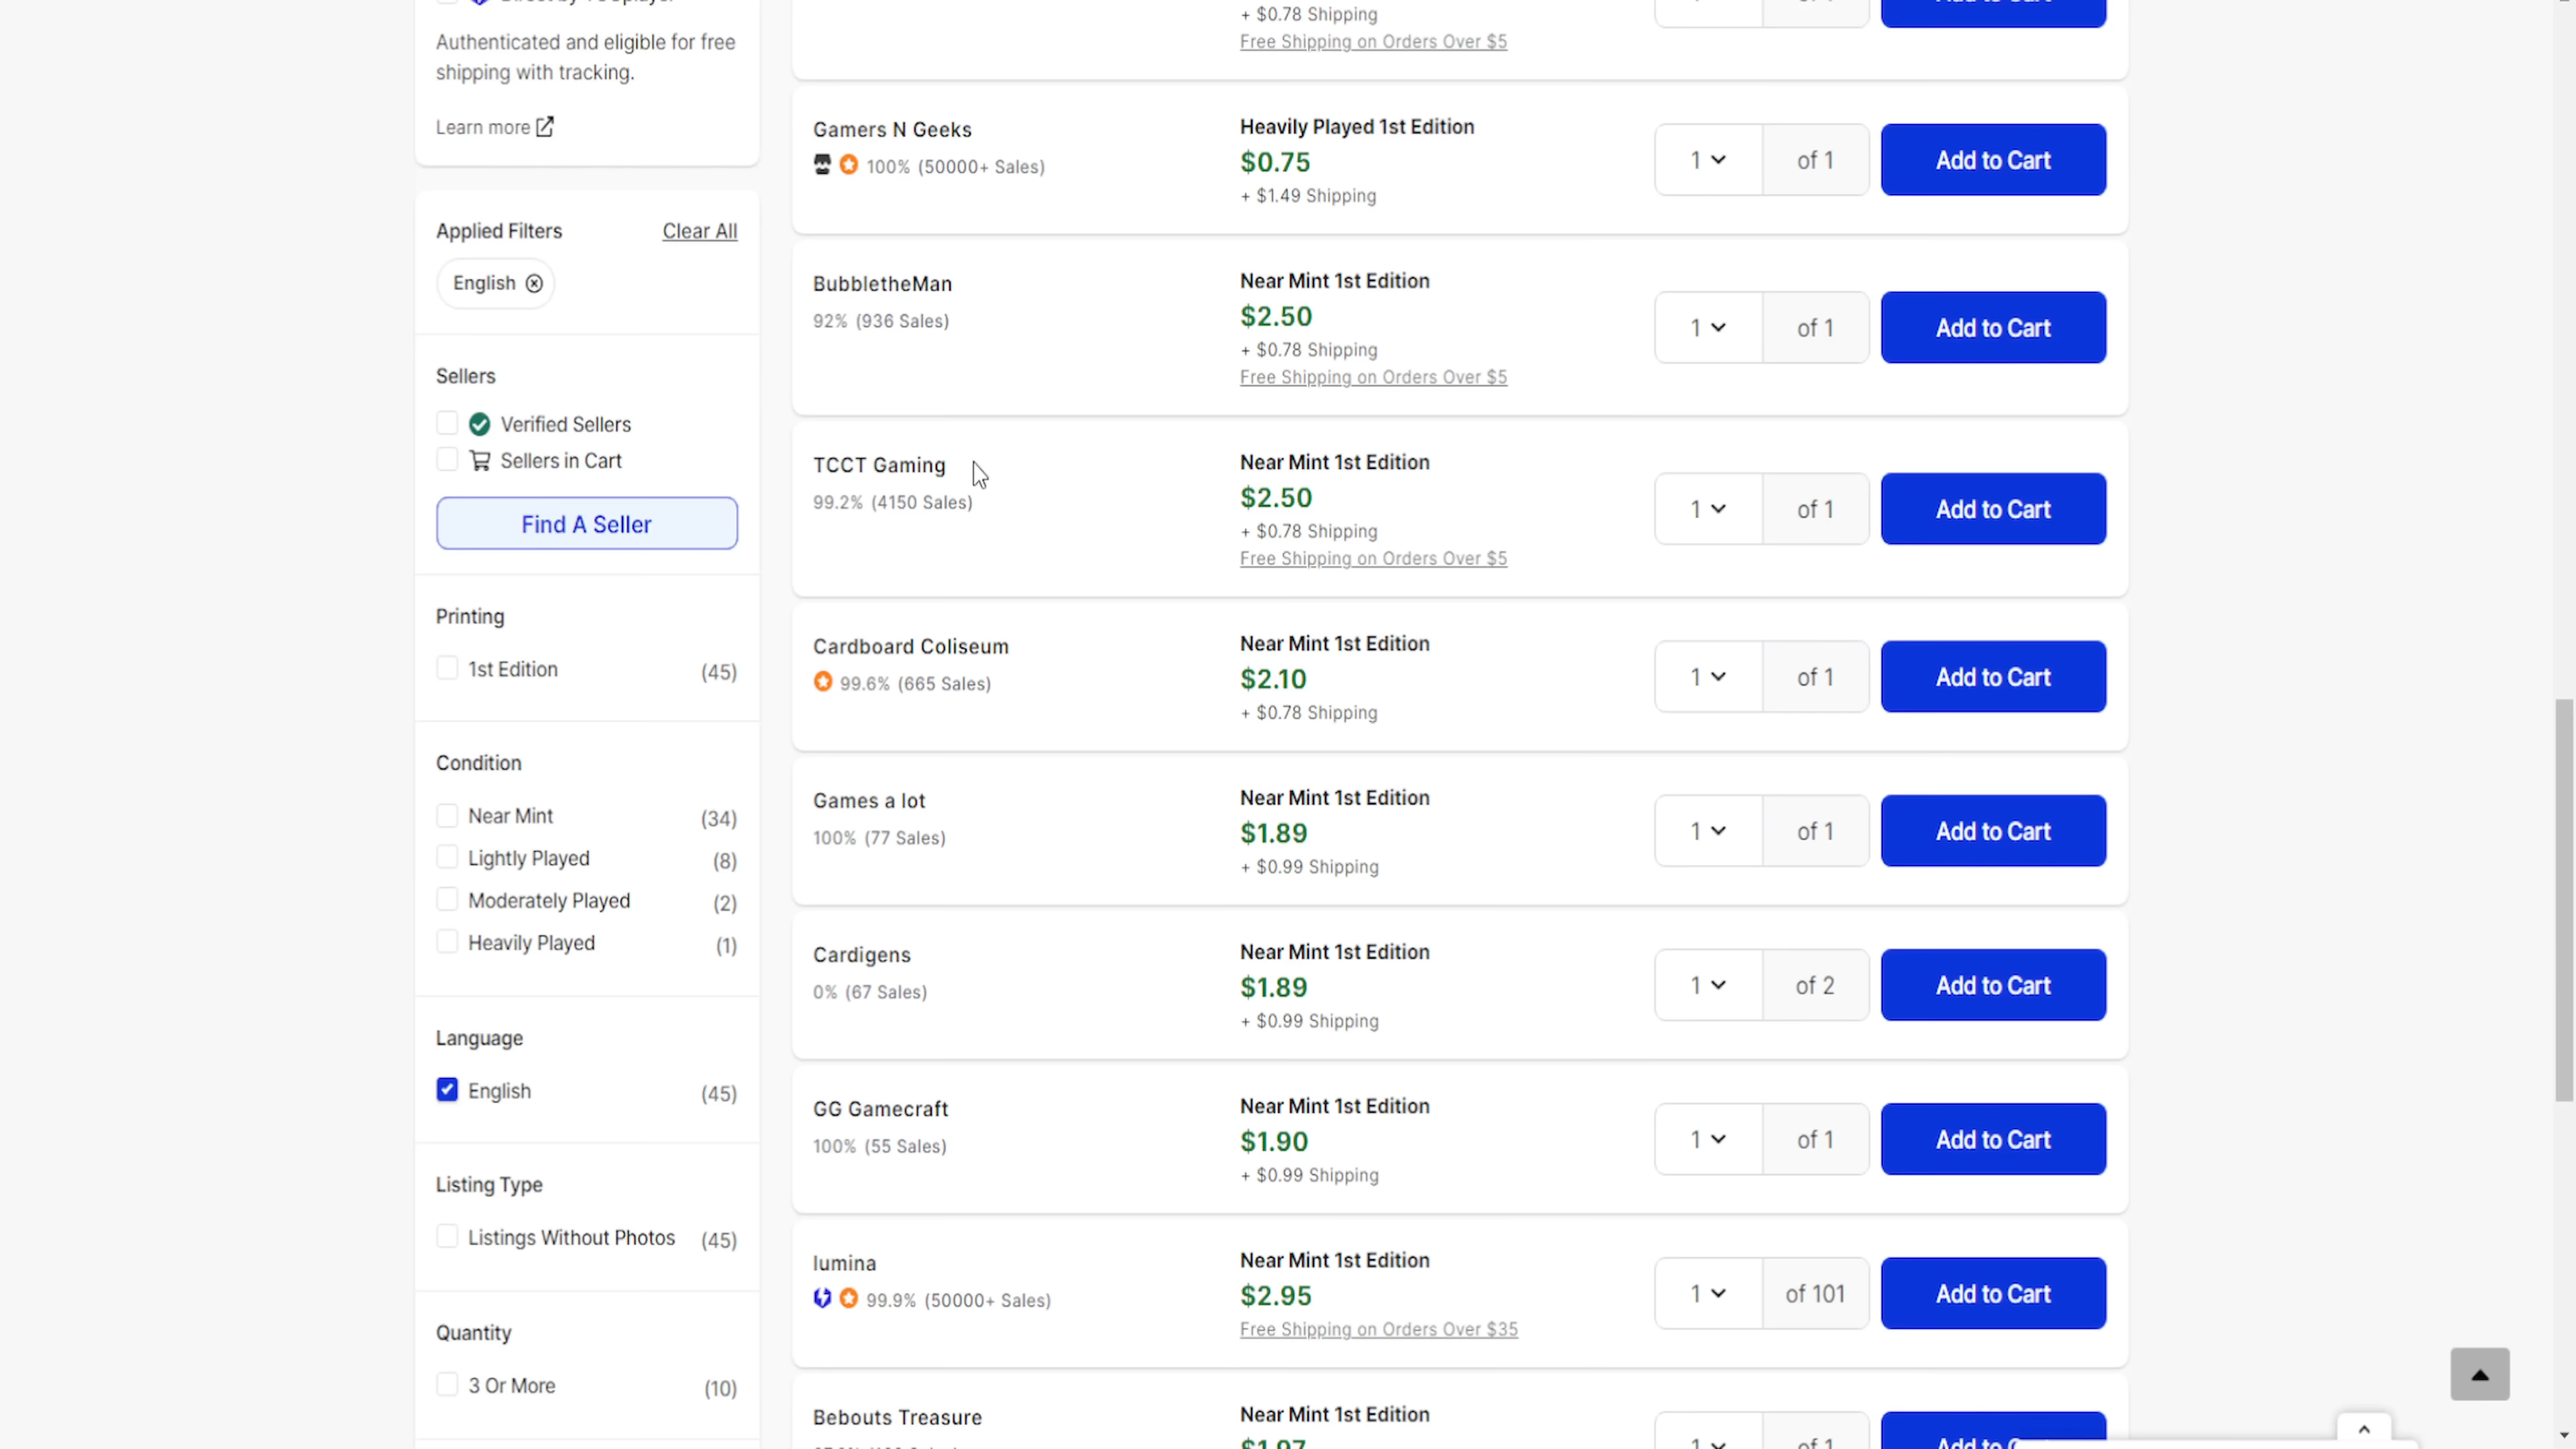 Authenticated and eligible for free
shipping with tracking.
Learn more
Applied Filters
Clear All
English
Sellers
Verified Sellers
Sellers in Cart
Find A Seller
Printing
1st Edition (45)
Condition
Near Mint (34)
Lightly Played (8)
Moderately Played (2)
Heavily Played (1)
Language
English (45)
Listing Type
Listings Without Photos (45)
Quantity
3 Or More (10)
+ $0.78 Shipping
Free Shipping on Orders Over $5
Gamers N Geeks
100% (50000+ Sales)
Heavily Played 1st Edition
$0.75
+ $1.49 Shipping
1 of 1
Add to Cart
BubbletheMan
92% (936 Sales)
Near Mint 1st Edition
$2.50
+ $0.78 Shipping
Free Shipping on Orders Over $5
1 of 1
Add to Cart
TCCT Gaming
99.2% (4150 Sales)
Near Mint 1st Edition
$2.50
+ $0.78 Shipping
Free Shipping on Orders Over $5
1 of 1
Add to Cart
Cardboard Coliseum
99.6% (665 Sales)
Near Mint 1st Edition
$2.10
+ $0.78 Shipping
1 of 1
Add to Cart
Games a lot
100% (77 Sales)
Near Mint 1st Edition
$1.89
+ $0.99 Shipping
1 of 1
Add to Cart
Cardigens
0% (67 Sales)
Near Mint 1st Edition
$1.89
+ $0.99 Shipping
1 of 2
Add to Cart
GG Gamecraft
100% (55 Sales)
Near Mint 1st Edition
$1.90
+ $0.99 Shipping
1 of 1
Add to Cart
lumina
99.9% (50000+ Sales)
Near Mint 1st Edition
$2.95
Free Shipping on Orders Over $35
1 of 101
Add to Cart
Bebouts Treasure
Near Mint 1st Edition
$1.97